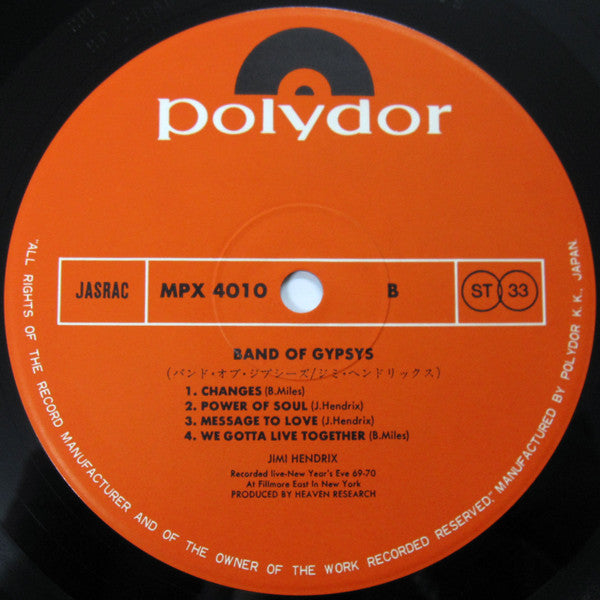 polydor
JASRAC
MPX 4010
B
ST 33
BAND OF GYPSYS
(バンド・オブ・ジプシーズ/ジミ・ヘンドリックス)
1. CHANGES (B.Miles)
2. POWER OF SOUL (J.Hendrix)
3. MESSAGE TO LOVE (J.Hendrix)
4. WE GOTTA LIVE TOGETHER (B.Miles)
JIMI HENDRIX
Recorded live-New Year's Eve 69-70
At Fillmore East In New York
PRODUCED BY HEAVEN RESEARCH
"ALL RIGHTS OF THE RECORD MANUFACTURER AND OF THE OWNER OF THE WORK RECORDED RESERVED." MANUFACTURED BY POLYDOR K.K., JAPAN.